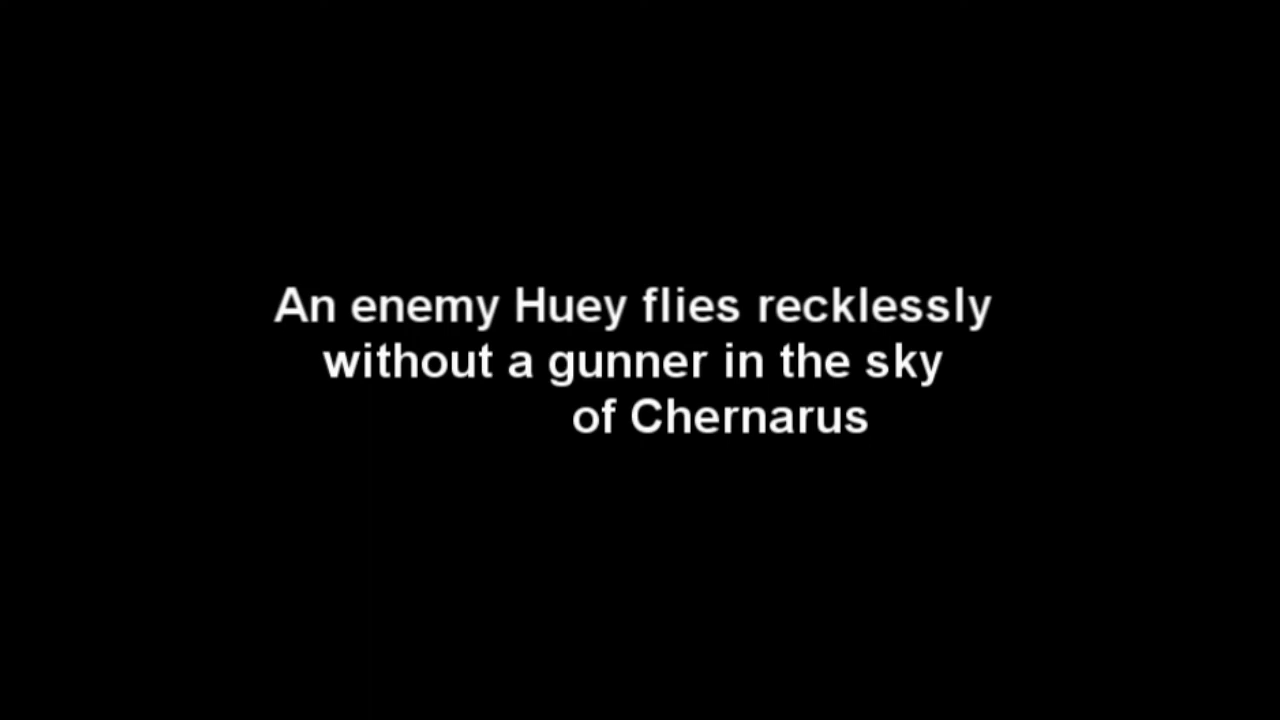 An enemy Huey flies recklessly
without a gunner in the sky
of Chernarus